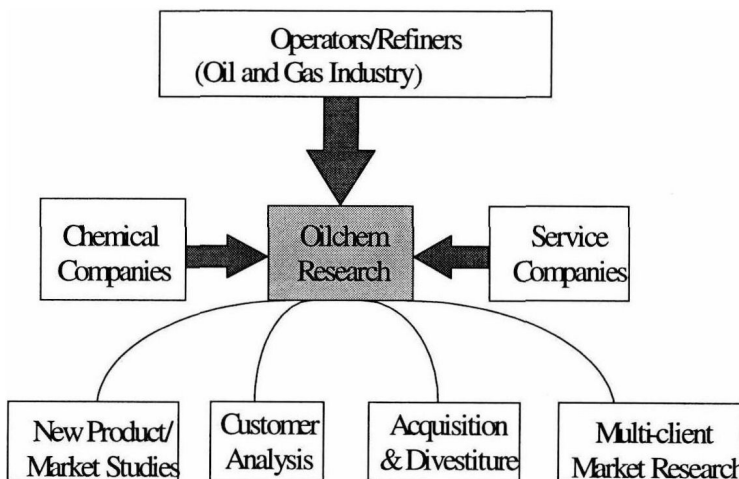 Operators/Refiners
(Oil and Gas Industry)
Chemical
Companies
Oilchem
Research
Service
Companies
New Product/
Market Studies
Customer
Analysis
Acquisition
& Divestiture
Multi-client
Market Research